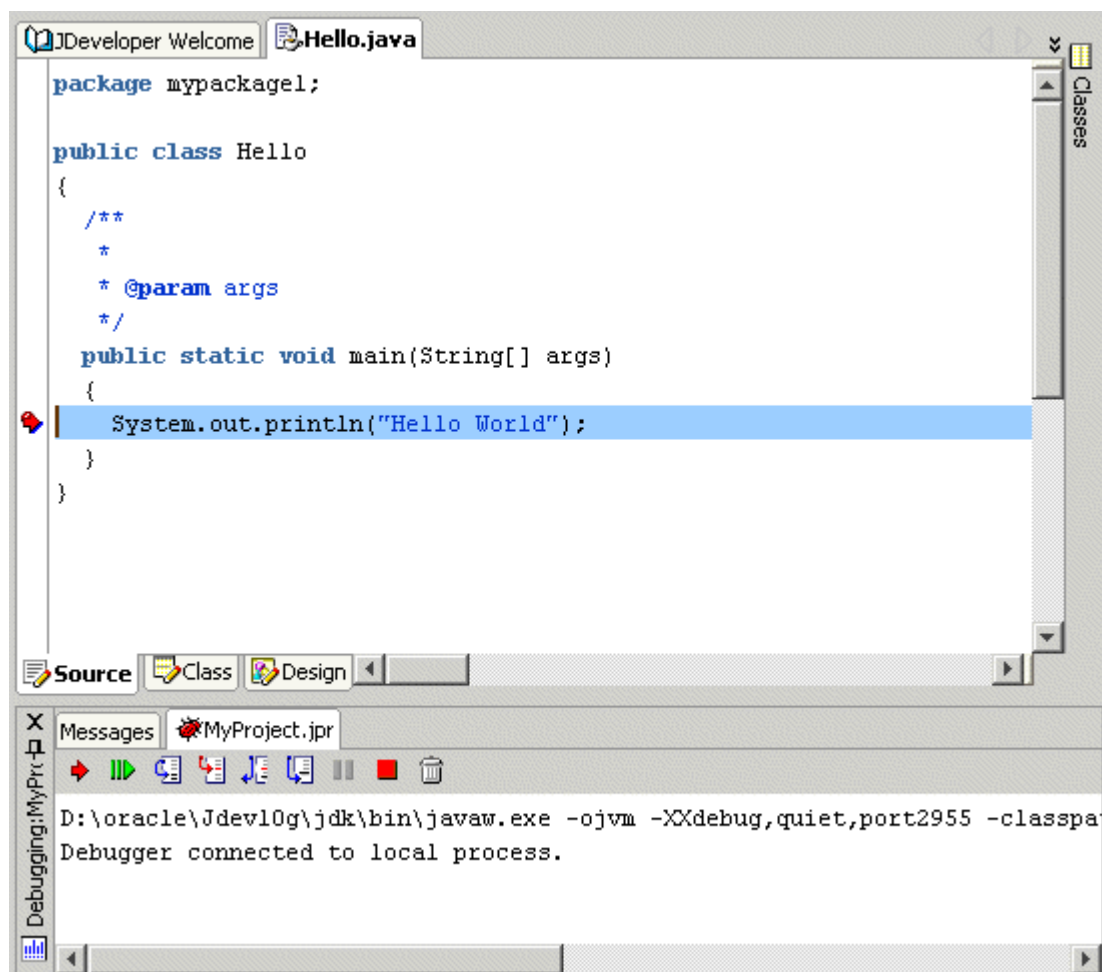 JDeveloper Welcome Hello.java
Classes
package mypackage1;
public class Hello
{
/**
*
* @param args
*/
public static void main(String[] args)
{
System.out.println("Hello World");
}
}
Source Class Design
Messages MyProject.jpr
Debugging:MyPr
D:\oracle\Jdev10g\jdk\bin\javaw.exe -ojvm -XXdebug,quiet,port2955 -classpa
Debugger connected to local process.